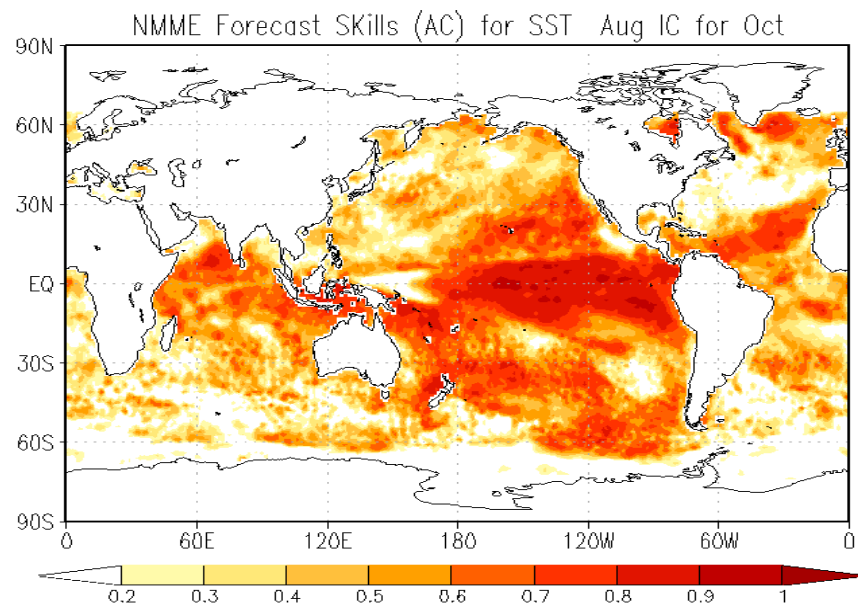 NMME Forecast SKills (AC) for SST Aug IC for Oct
90N
60N
30N
EQ
30S
60S
90S
0 60E 120E 180 120W 60W 0
0.2 0.3 0.4 0.5 0.6 0.7 0.8 0.9 1